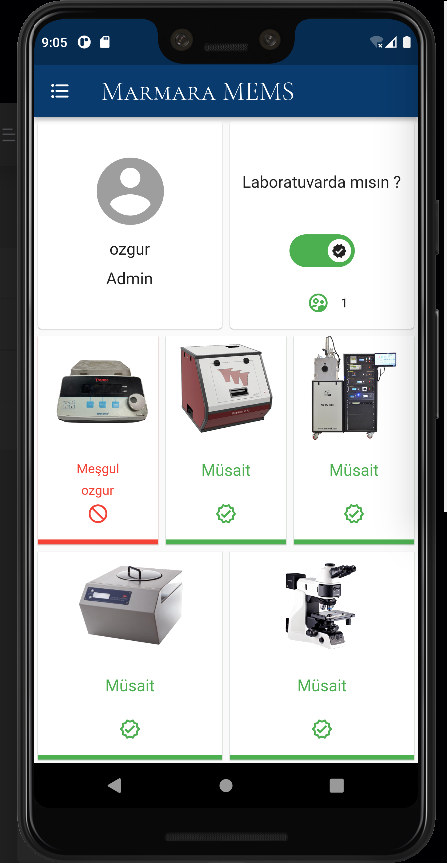 9:05
MARMARA MEMS
ozgur
Admin
Laboratuvarda mısın ?
1
Meşgul
ozgur
Müsait
Müsait
Müsait
Müsait